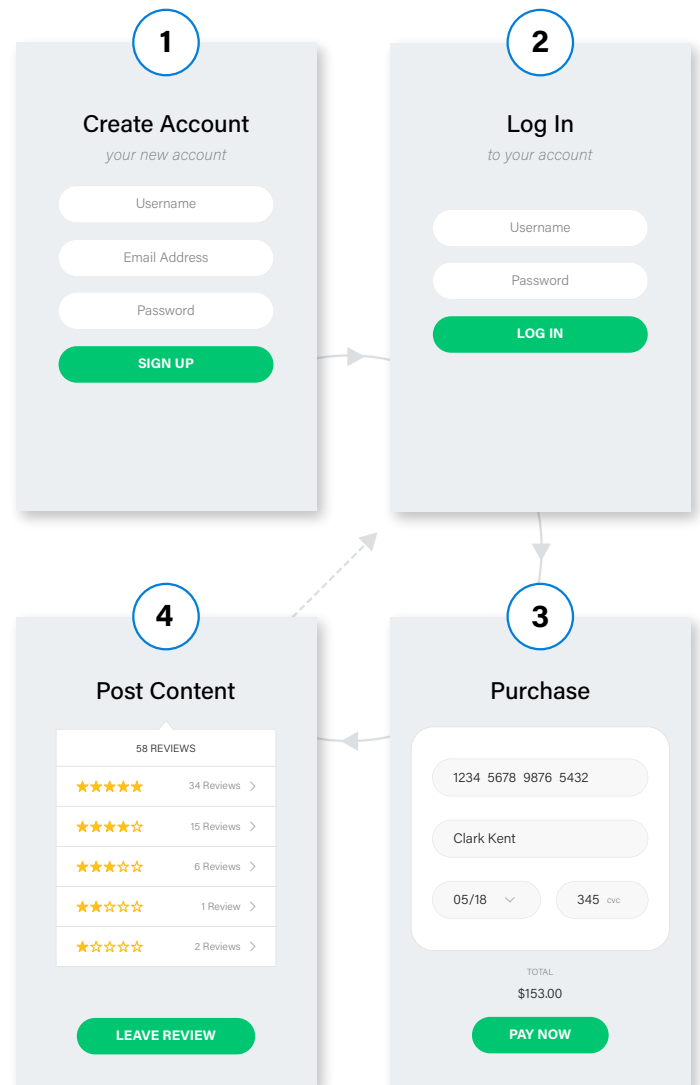 1
Create Account
your new account
Username
Email Address
Password
SIGN UP
2
Log In
to your account
Username
Password
LOG IN
3
Purchase
1234 5678 9876 5432
Clark Kent
05/18
345 cvc
TOTAL
$153.00
PAY NOW
4
Post Content
58 REVIEWS
34 Reviews
15 Reviews
6 Reviews
1 Review
2 Reviews
LEAVE REVIEW